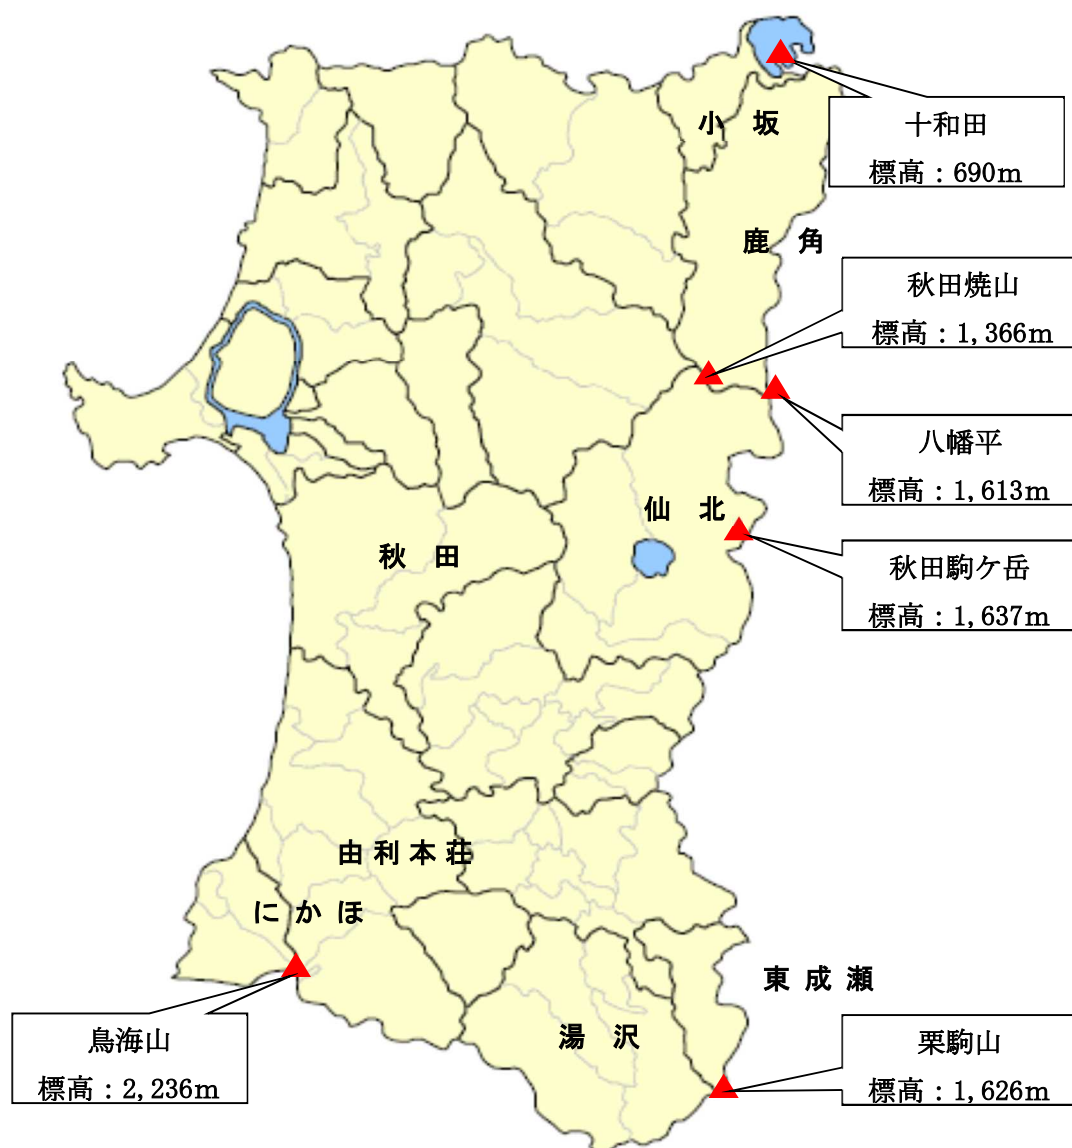 小 坂
十和田
標高：690m
鹿 角
秋田焼山
標高：1,366m
八幡平
標高：1,613m
仙 北
秋 田
秋田駒ケ岳
標高：1,637m
由利本荘
にかほ
東成瀬
鳥海山
標高：2,236m
湯 沢
栗駒山
標高：1,626m